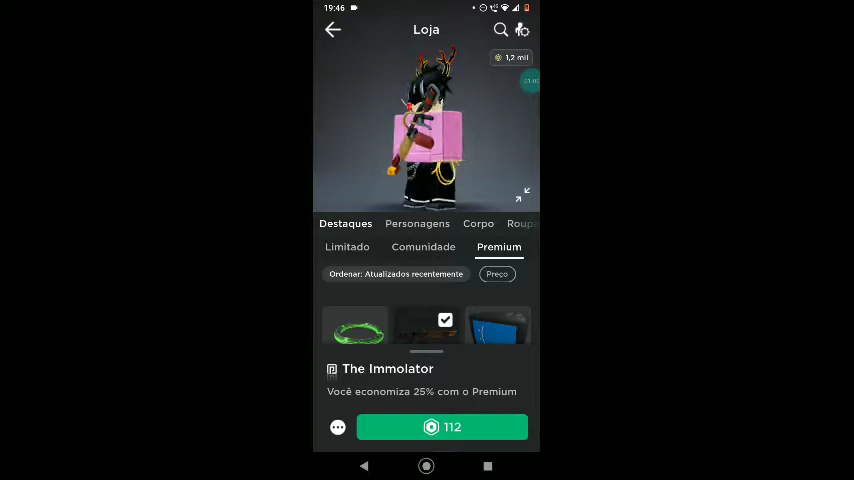 19:46
Loja
1,2 mil
Destaques Personagens Corpo Roup
Limitado Comunidade Premium
Ordenar: Atualizados recentemente Preço
The Immolator
Você economiza 25% com o Premium
112